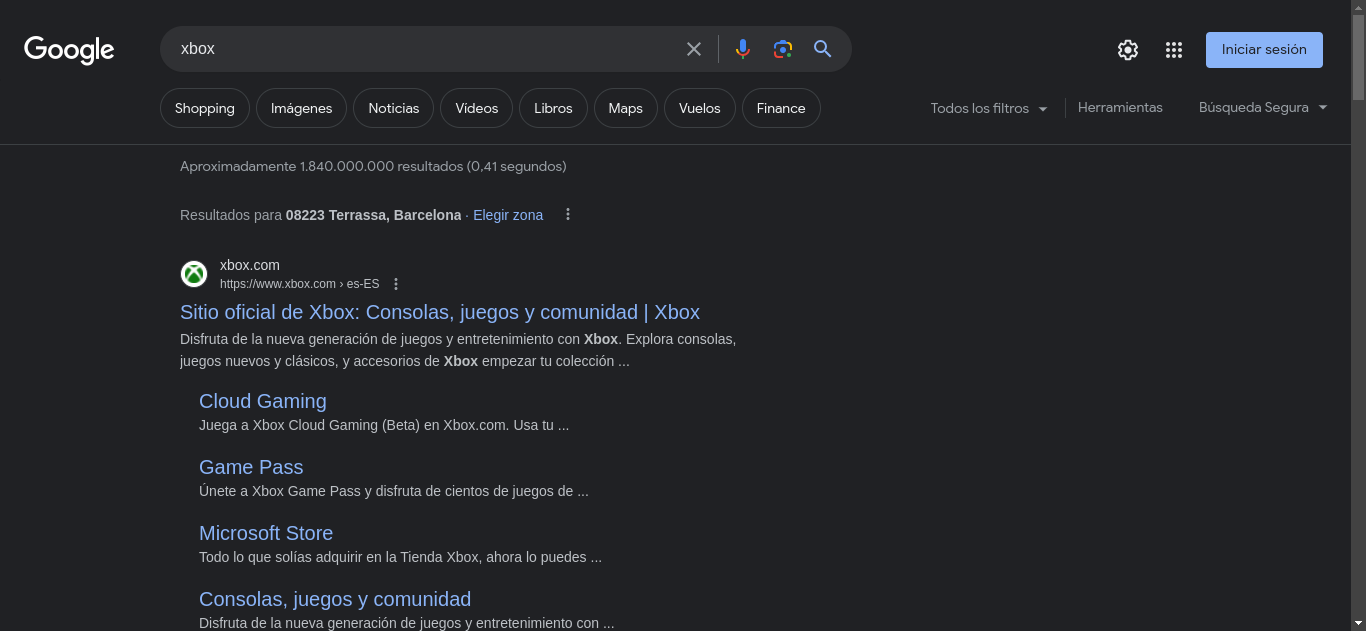 Google
xbox
Iniciar sesión
Shopping
Imágenes
Noticias
Vídeos
Libros
Maps
Vuelos
Finance
Todos los filtros
Herramientas
Búsqueda Segura
Aproximadamente 1.840.000.000 resultados (0,41 segundos)
Resultados para 08223 Terrassa, Barcelona · Elegir zona
xbox.com
https://www.xbox.com › es-ES
Sitio oficial de Xbox: Consolas, juegos y comunidad | Xbox
Disfruta de la nueva generación de juegos y entretenimiento con Xbox. Explora consolas,
juegos nuevos y clásicos, y accesorios de Xbox empezar tu colección ...
Cloud Gaming
Juega a Xbox Cloud Gaming (Beta) en Xbox.com. Usa tu ...
Game Pass
Únete a Xbox Game Pass y disfruta de cientos de juegos de ...
Microsoft Store
Todo lo que solías adquirir en la Tienda Xbox, ahora lo puedes ...
Consolas, juegos y comunidad
Disfruta de la nueva generación de juegos y entretenimiento con ...